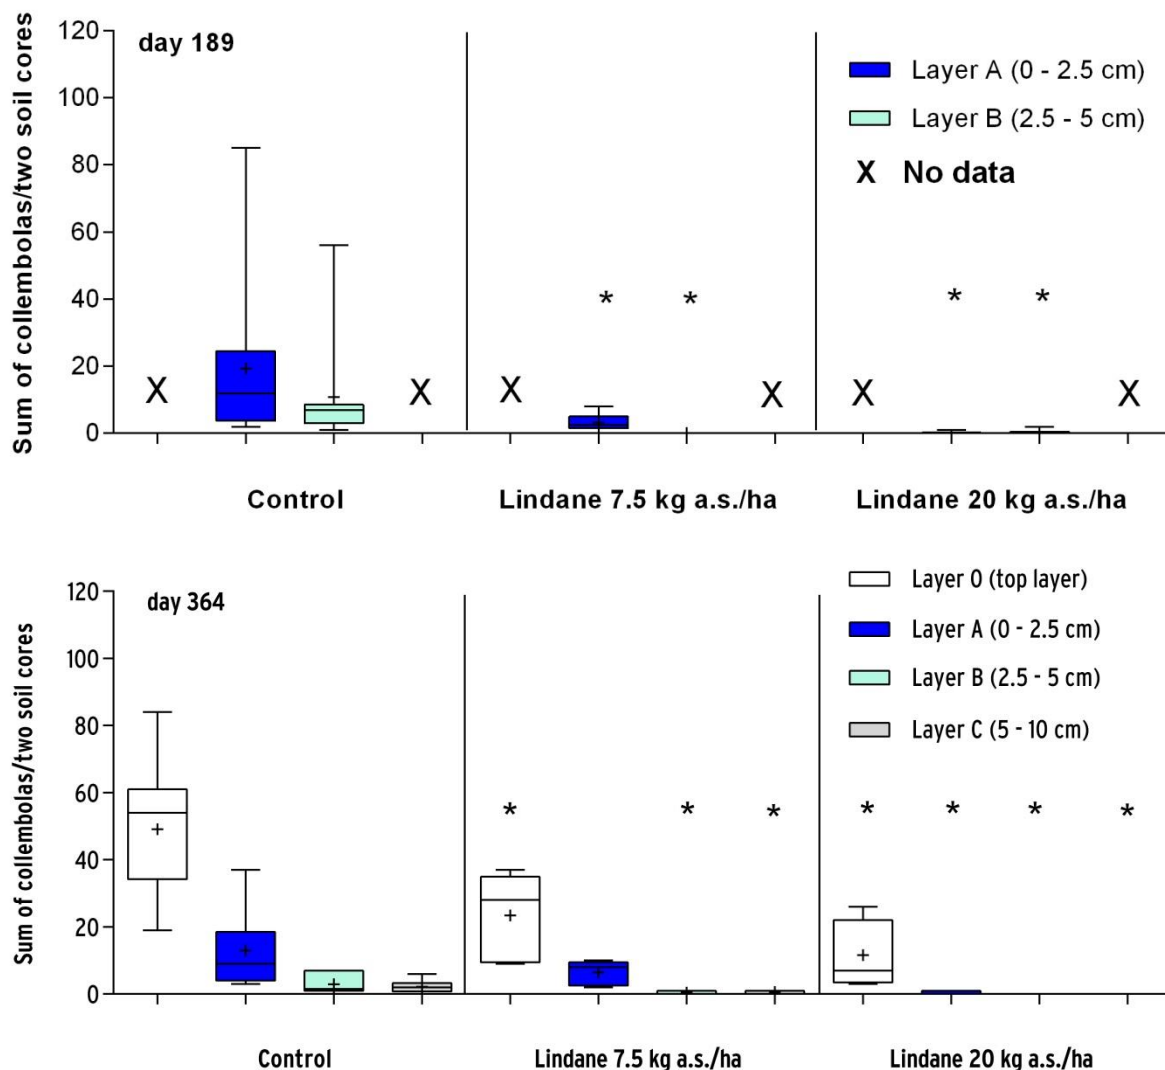 day 189
Sum of collembolas/two soil cores
120
100
80
60
40
20
0
Layer A (0 - 2.5 cm)
Layer B (2.5 - 5 cm)
X No data
* * * *
X X X X X X
Control Lindane 7.5 kg a.s./ha Lindane 20 kg a.s./ha
day 364
Sum of collembolas/two soil cores
120
100
80
60
40
20
0
Layer O (top layer)
Layer A (0 - 2.5 cm)
Layer B (2.5 - 5 cm)
Layer C (5 - 10 cm)
* * * * * * *
Control Lindane 7.5 kg a.s./ha Lindane 20 kg a.s./ha